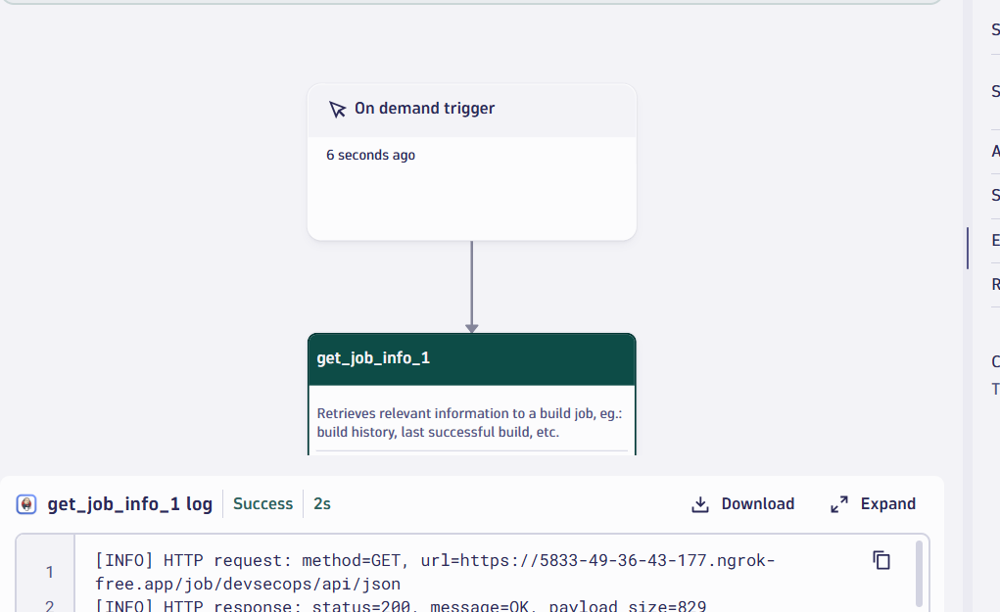 On demand trigger
6 seconds ago
get_job_info_1
Retrieves relevant information to a build job, eg.:
build history, last successful build, etc.
get_job_info_1 log
Success
2s
Download
Expand
1
[INFO] HTTP request: method=GET, url=https://5833-49-36-43-177.ngrok-
free.app/job/devsecops/api/json
2
[INFO] HTTP response: status=200, message=OK, payload size=829
S
S
A
S
E
R
C
T